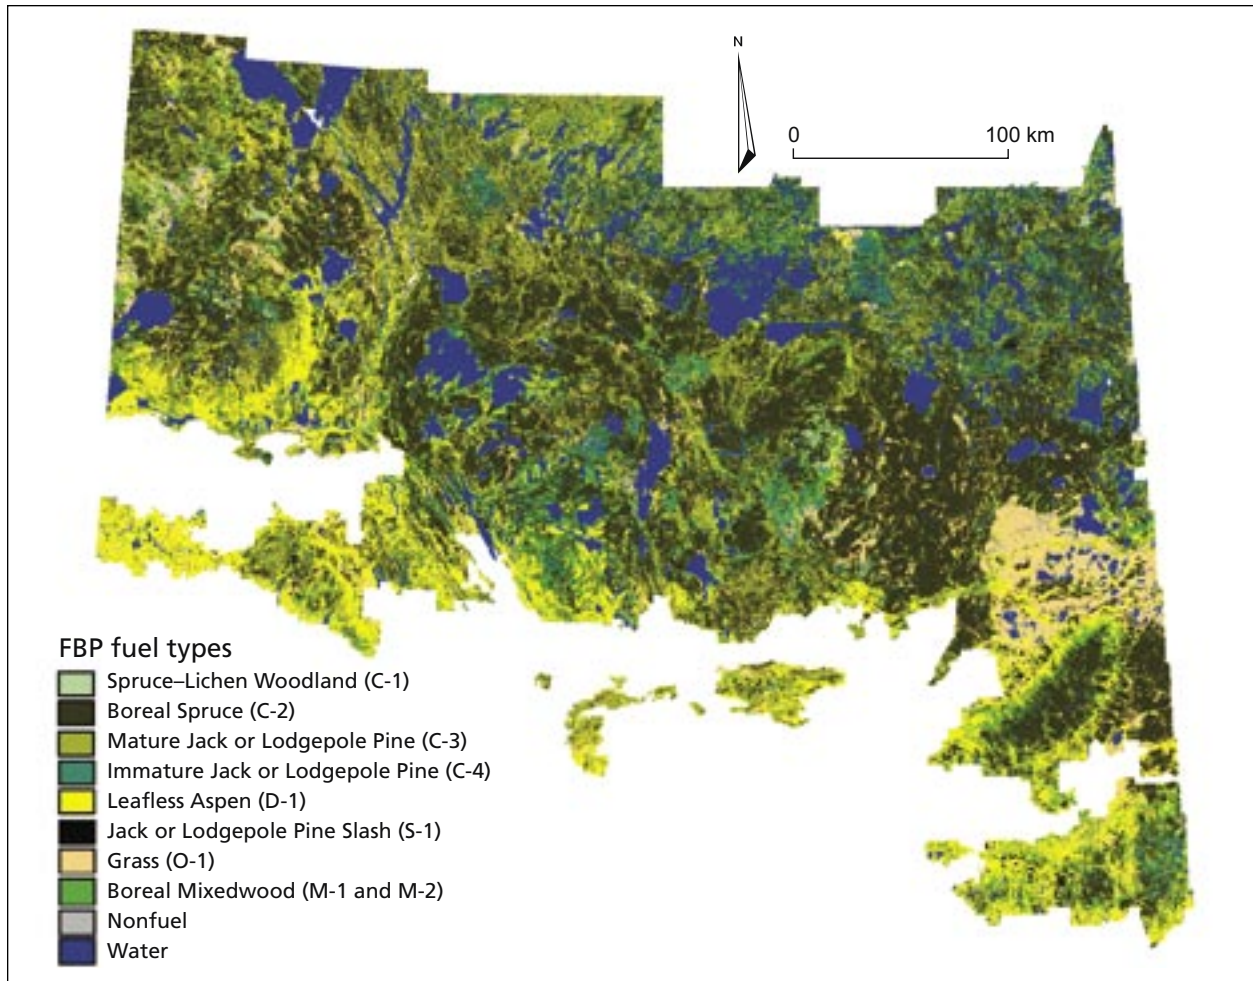 N
0 100 km
FBP fuel types
Spruce–Lichen Woodland (C-1)
Boreal Spruce (C-2)
Mature Jack or Lodgepole Pine (C-3)
Immature Jack or Lodgepole Pine (C-4)
Leafless Aspen (D-1)
Jack or Lodgepole Pine Slash (S-1)
Grass (O-1)
Boreal Mixedwood (M-1 and M-2)
Nonfuel
Water